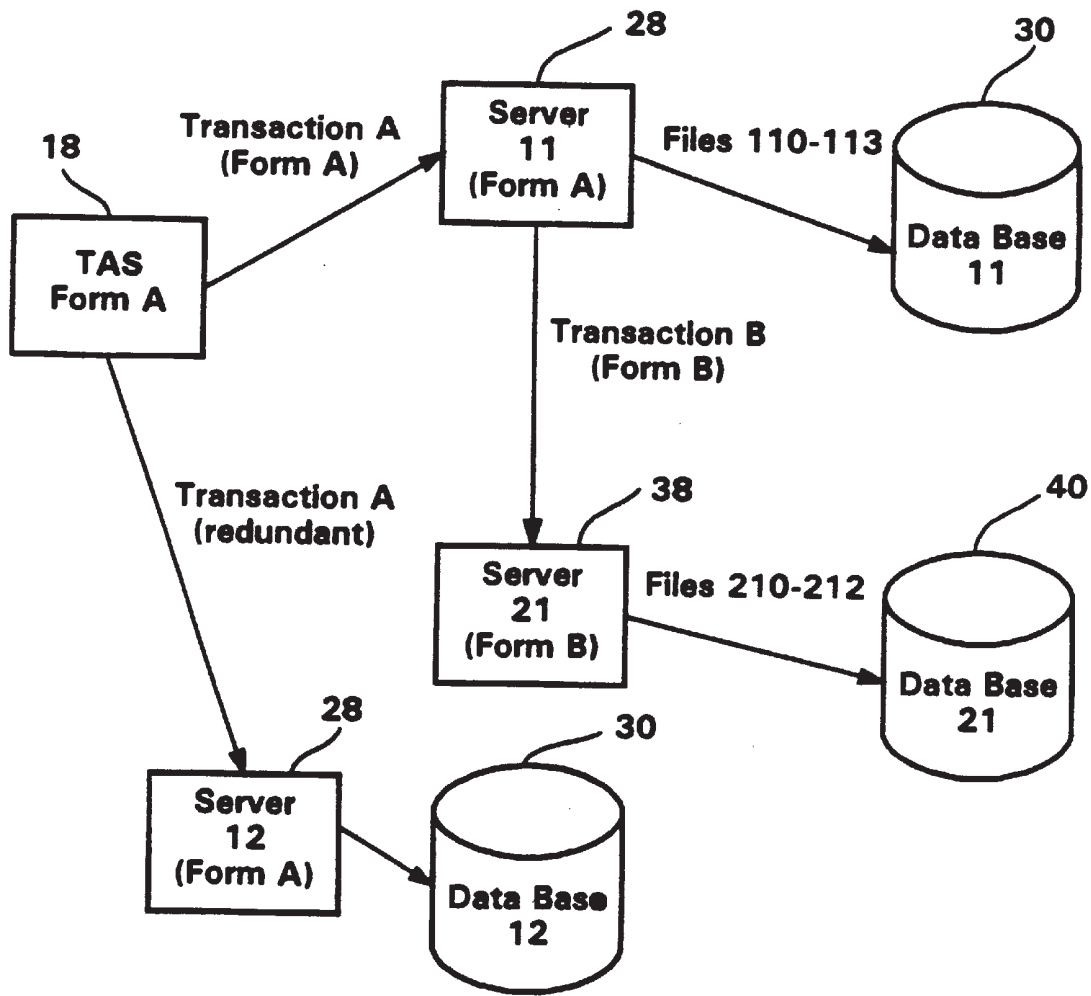 28
30
18
Transaction A
(Form A)
Server
11
(Form A)
Files 110-113
Data Base
11
TAS
Form A
Transaction B
(Form B)
Transaction A
(redundant)
38
40
Server
21
(Form B)
Files 210-212
Data Base
21
28
30
Server
12
(Form A)
Data Base
12